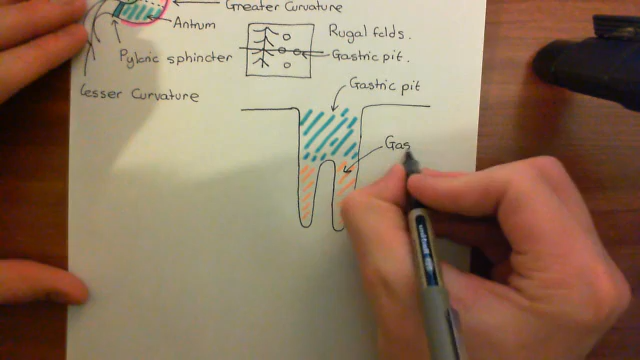 Greater Curvature
Antrum
Rugal folds.
Pyloric sphincter
Gastric pit.
Lesser Curvature
Gastric pit
Gas